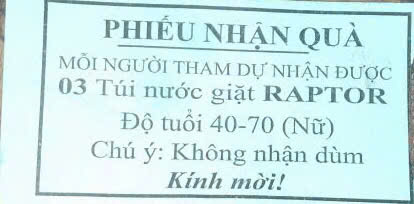 PHIẾU NHẬN QUÀ
MỖI NGƯỜI THAM DỰ NHẬN ĐƯỢC
03 Túi nước giặt RAPTOR
Độ tuổi 40-70 (Nữ)
Chú ý: Không nhận dùm
Kính mời!